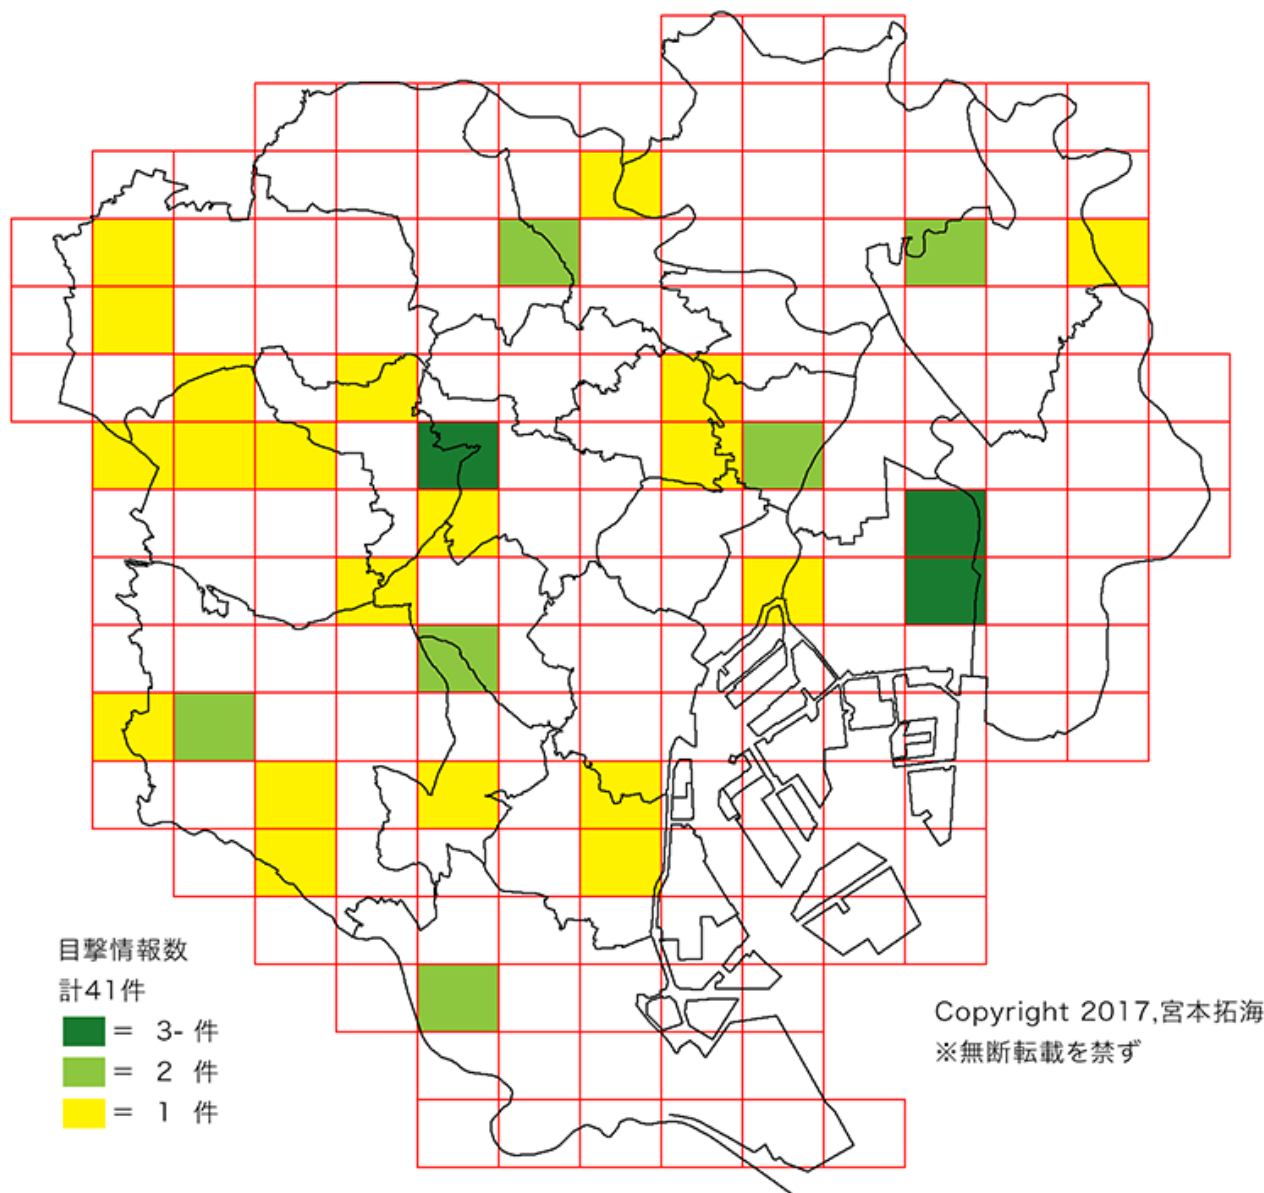 目撃情報数
計41件
= 3- 件
= 2 件
= 1 件
Copyright 2017,宮本拓海
※無断転載を禁ず